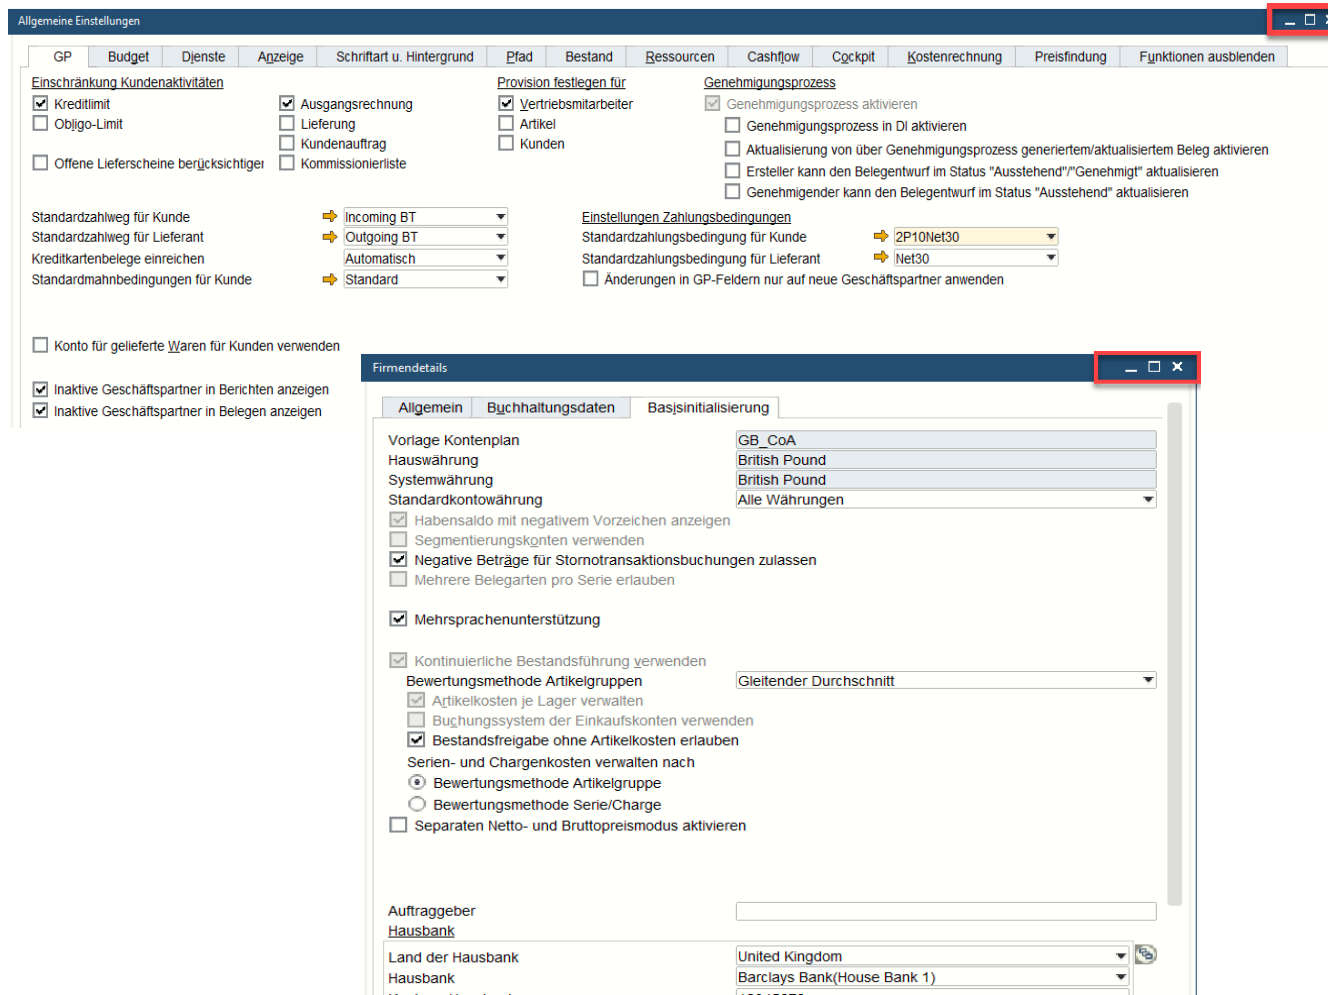 Allgemeine Einstellungen
GP Budget Dienste Anzeige Schriftart u. Hintergrund Pfad Bestand Ressourcen Cashflow Cockpit Kostenrechnung Preisfindung Funktionen ausblenden
Einschränkung Kundenaktivitäten Provision festlegen für Genehmigungsprozess
Kreditlimit Ausgangsrechnung Vertriebsmitarbeiter Genehmigungsprozess aktivieren
Obligo-Limit Lieferung Artikel Genehmigungsprozess in DI aktivieren
Kundenauftrag Kunden Aktualisierung von über Genehmigungsprozess generiertem/aktualisiertem Beleg aktivieren
Offene Lieferscheine berücksichtiger Kommissionierliste Ersteller kann den Belegentwurf im Status "Ausstehend"/"Genehmigt" aktualisieren
Genehmigender kann den Belegentwurf im Status "Ausstehend" aktualisieren
Standardzahlweg für Kunde Incoming BT Einstellungen Zahlungsbedingungen
Standardzahlweg für Lieferant Outgoing BT Standardzahlungsbedingung für Kunde 2P10Net30
Kreditkartenbelege einreichen Automatisch Standardzahlungsbedingung für Lieferant Net30
Standardmahnbedingungen für Kunde Standard Änderungen in GP-Feldern nur auf neue Geschäftspartner anwenden
Konto für gelieferte Waren für Kunden verwenden
Inaktive Geschäftspartner in Berichten anzeigen
Inaktive Geschäftspartner in Belegen anzeigen
Firmendetails
Allgemein Buchhaltungsdaten Basisinitialisierung
Vorlage Kontenplan GB_CoA
Hauswährung British Pound
Systemwährung British Pound
Standardkontowährung Alle Währungen
Habensaldo mit negativem Vorzeichen anzeigen
Segmentierungskonten verwenden
Negative Beträge für Stornotransaktionsbuchungen zulassen
Mehrere Belegarten pro Serie erlauben
Mehrsprachenunterstützung
Kontinuierliche Bestandsführung verwenden
Bewertungsmethode Artikelgruppen Gleitender Durchschnitt
Artikelkosten je Lager verwalten
Buchungssystem der Einkaufskonten verwenden
Bestandsfreigabe ohne Artikelkosten erlauben
Serien- und Chargenkosten verwalten nach
Bewertungsmethode Artikelgruppe
Bewertungsmethode Serie/Charge
Separaten Netto- und Bruttopreismodus aktivieren
Auftraggeber
Hausbank
Land der Hausbank United Kingdom
Hausbank Barclays Bank(House Bank 1)